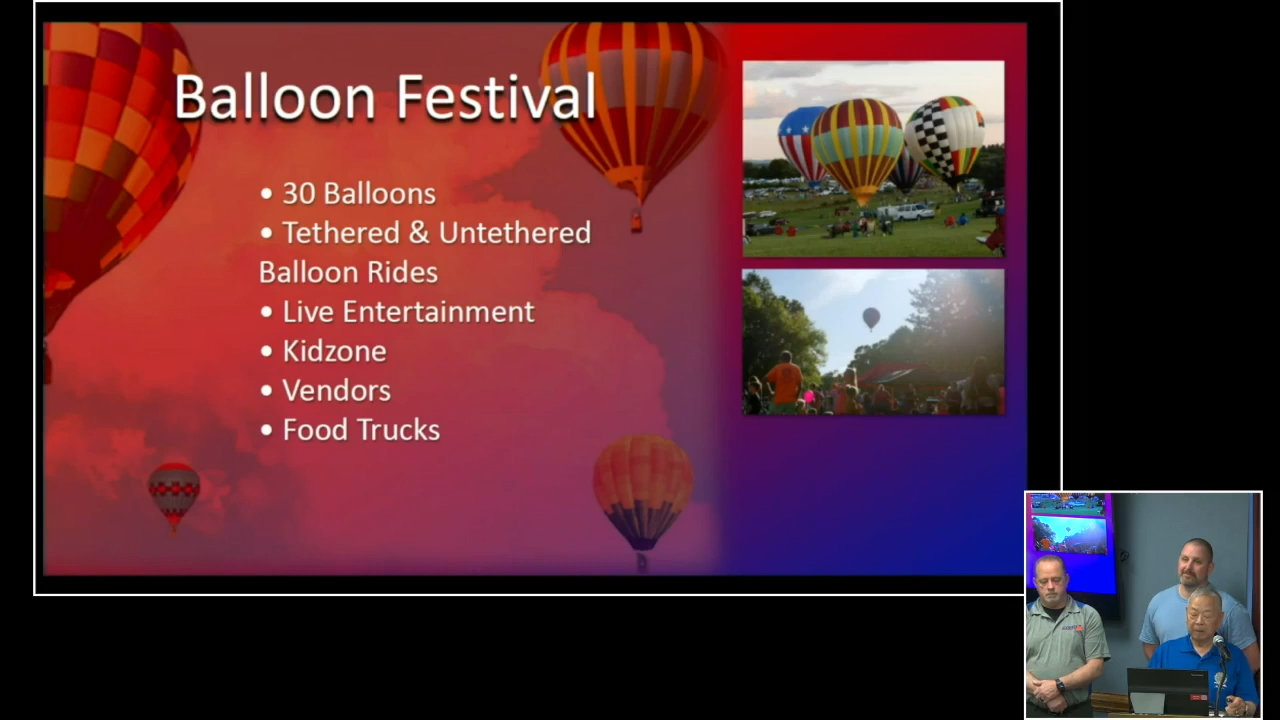 Balloon Festival
• 30 Balloons
• Tethered & Untethered
Balloon Rides
• Live Entertainment
• Kidzone
• Vendors
• Food Trucks